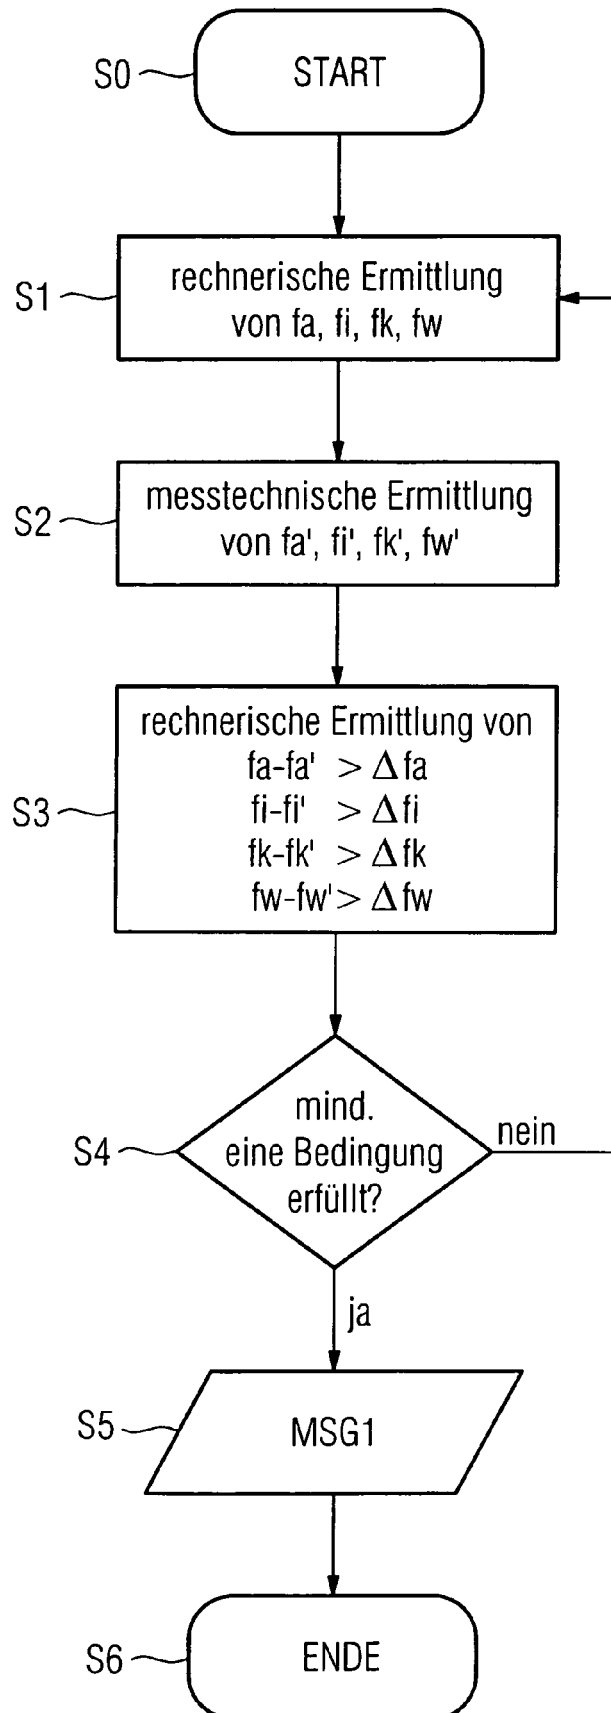 S0
START
S1
rechnerische Ermittlung
von fa, fi, fk, fw
S2
messtechnische Ermittlung
von fa', fi', fk', fw'
S3
rechnerische Ermittlung von
fa-fa' > Δfa
fi-fi' > Δfi
fk-fk' > Δfk
fw-fw' > Δfw
S4
mind.
eine Bedingung
erfüllt?
nein
ja
S5
MSG1
S6
ENDE